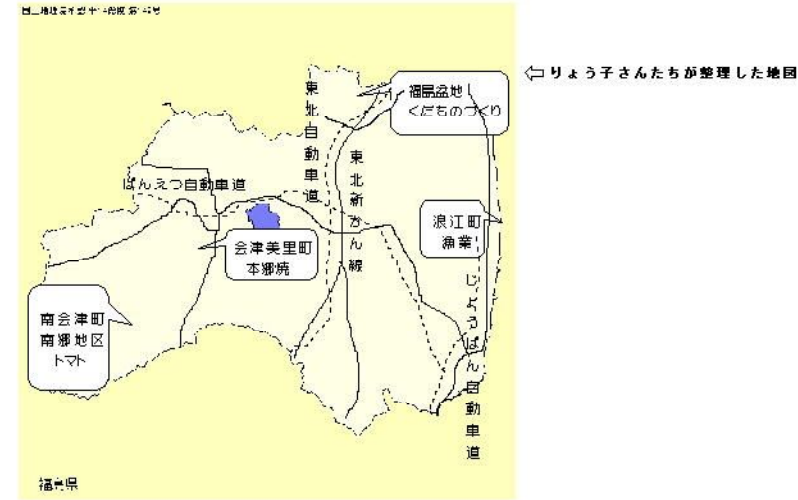 ⇦りょう子さんたちが整理した地図
福島盆地
くだものづくり
東北自動車道
東北新かん線
ばんえつ自動車道
浪江町
漁業
会津美里町
本郷焼
じょうばん自動車道
南会津町
南郷地区
トマト
福島県